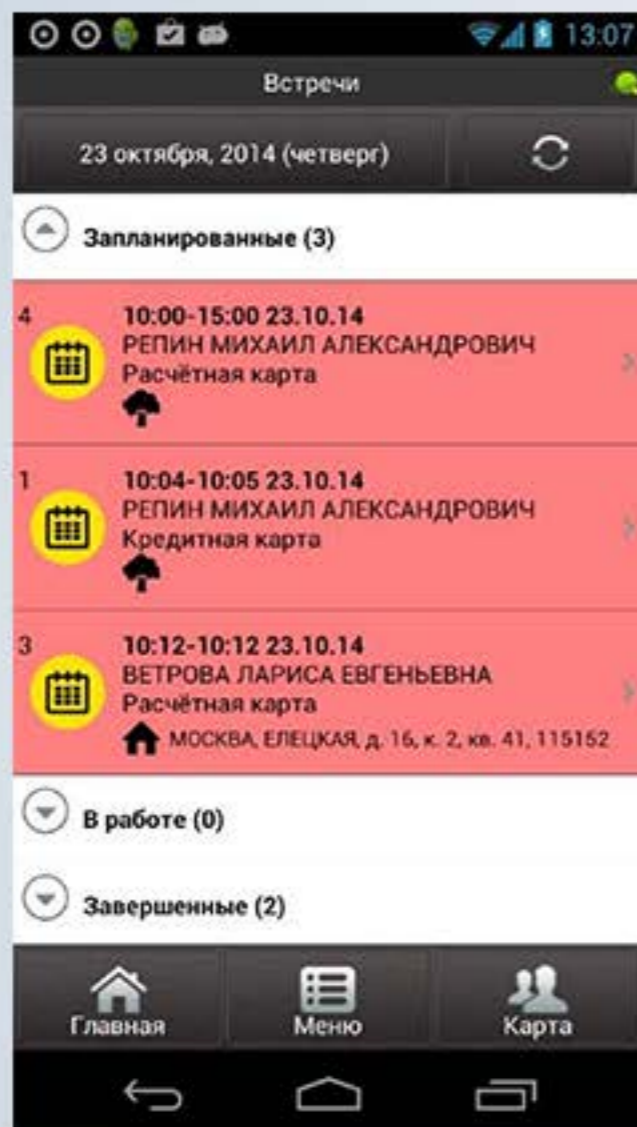 13:07
Встречи
23 октября, 2014 (четверг)
Запланированные (3)
4
10:00-15:00 23.10.14
РЕПИН МИХАИЛ АЛЕКСАНДРОВИЧ
Расчётная карта
1
10:04-10:05 23.10.14
РЕПИН МИХАИЛ АЛЕКСАНДРОВИЧ
Кредитная карта
3
10:12-10:12 23.10.14
ВЕТРОВА ЛАРИСА ЕВГЕНЬЕВНА
Расчётная карта
МОСКВА, ЕЛЕЦКАЯ, д. 16, к. 2, кв. 41, 115152
В работе (0)
Завершенные (2)
Главная
Меню
Карта